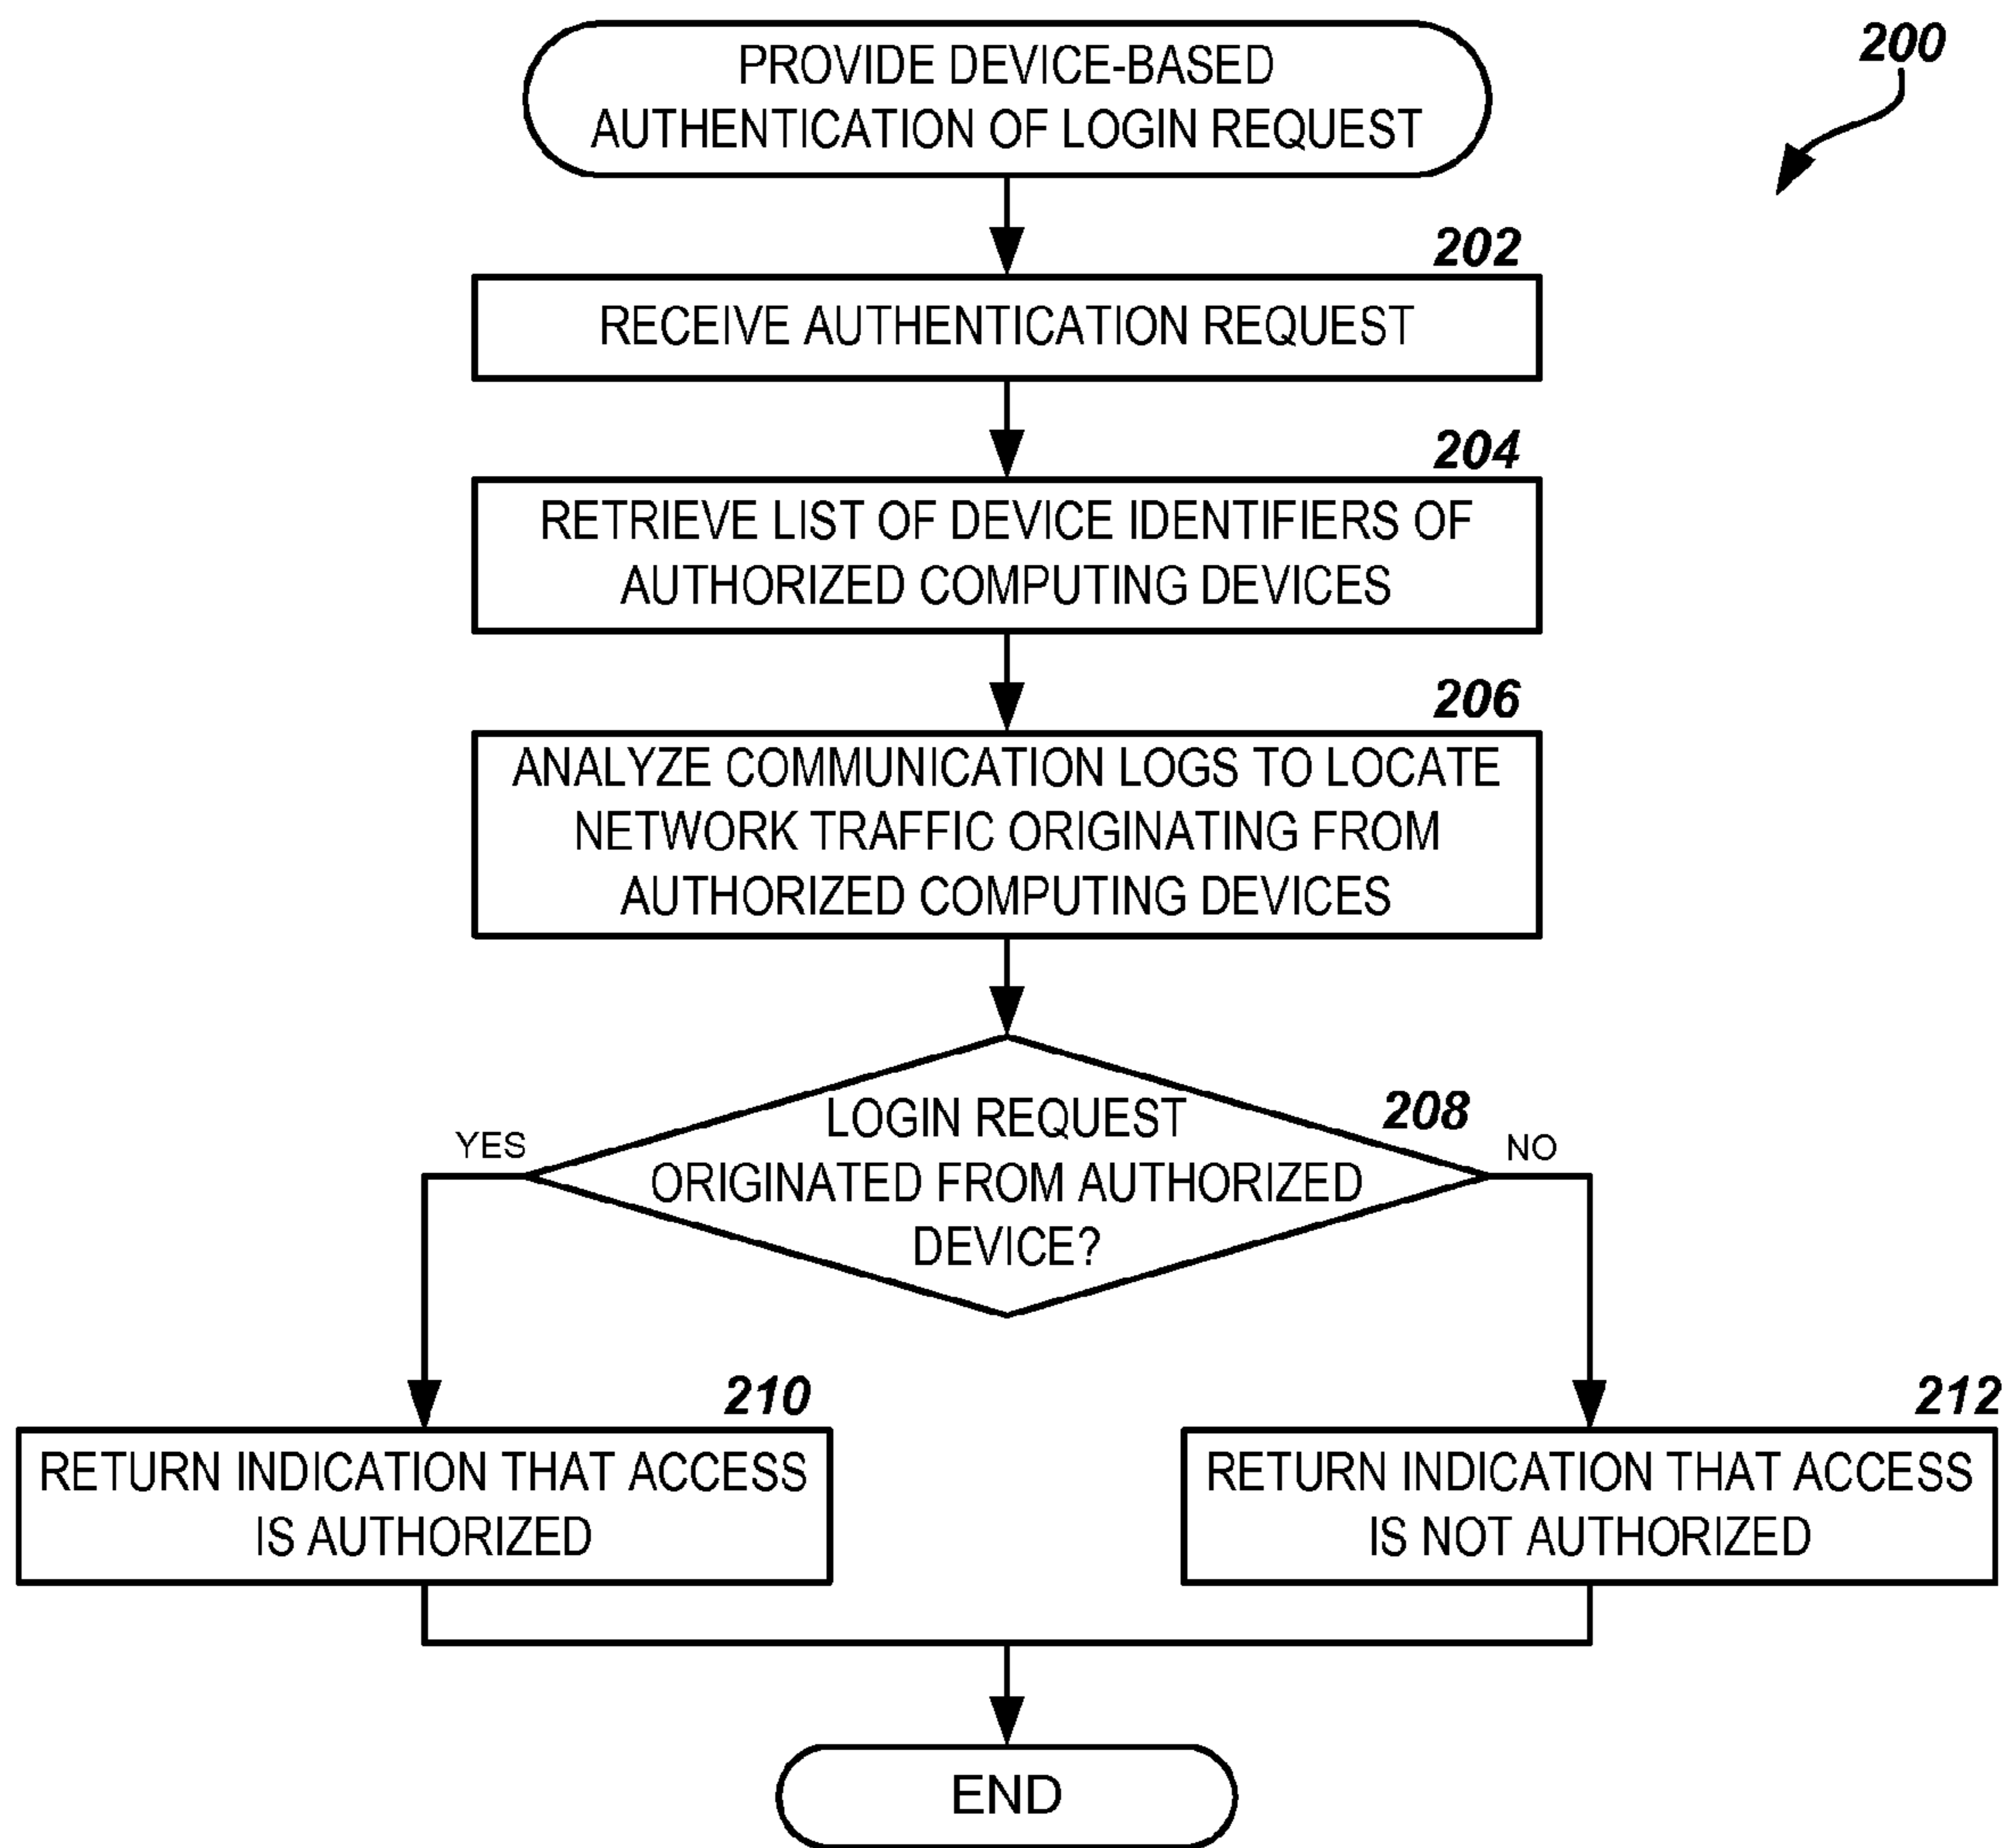 PROVIDE DEVICE-BASED
AUTHENTICATION OF LOGIN REQUEST
200
202
RECEIVE AUTHENTICATION REQUEST
204
RETRIEVE LIST OF DEVICE IDENTIFIERS OF
AUTHORIZED COMPUTING DEVICES
206
ANALYZE COMMUNICATION LOGS TO LOCATE
NETWORK TRAFFIC ORIGINATING FROM
AUTHORIZED COMPUTING DEVICES
208
LOGIN REQUEST
ORIGINATED FROM AUTHORIZED
DEVICE?
YES
NO
210
RETURN INDICATION THAT ACCESS
IS AUTHORIZED
212
RETURN INDICATION THAT ACCESS
IS NOT AUTHORIZED
END